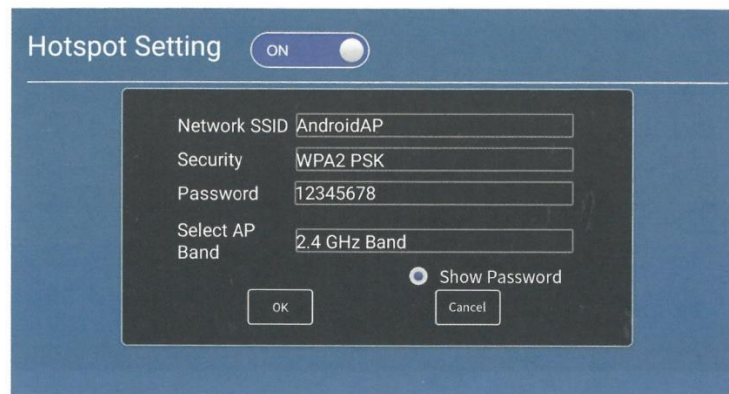 Hotspot Setting ON
Network SSID AndroidAP
Security WPA2 PSK
Password 12345678
Select AP
Band
2.4 GHz Band
Show Password
OK Cancel